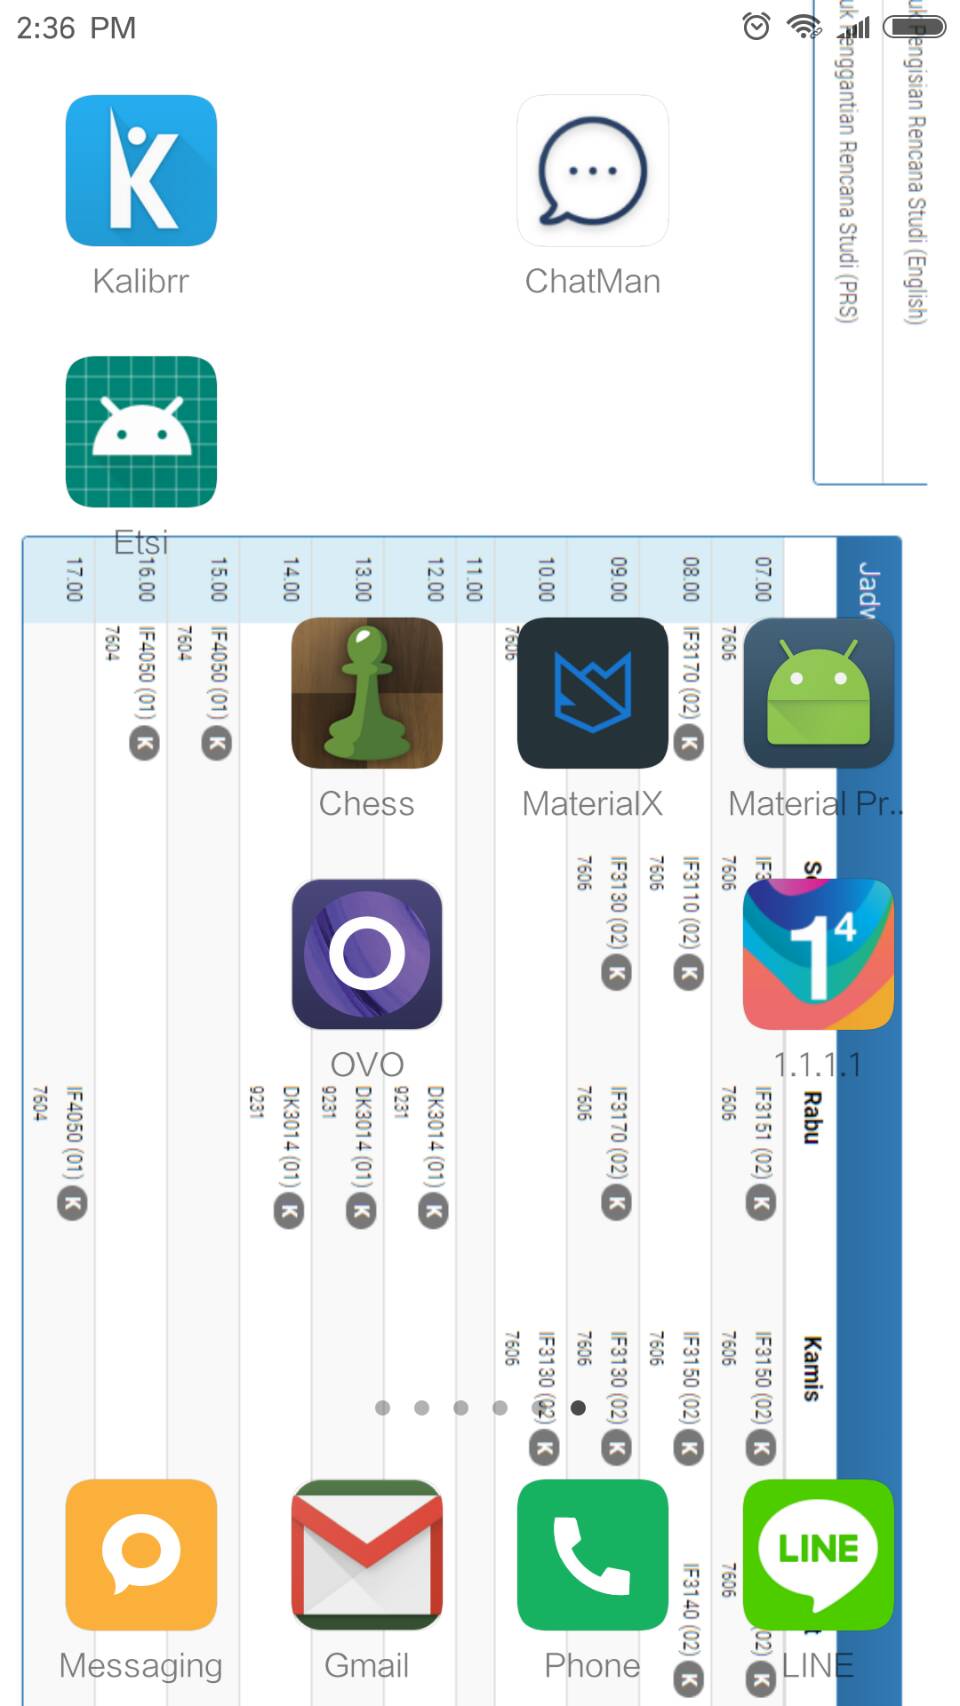 2:36 PM
uk Penggantian Rencana Studi (PRS)
uk Pengisian Rencana Studi (English)
Kalibrr
ChatMan
Etsi
Chess
MaterialX
Material Pr..
1 4
OVO
1.1.1.1
07.00
08.00
09.00
10.00
11.00
12.00
13.00
14.00
15.00
16.00
17.00
7606
IF3170 (02) K
7606
IF4050 (01) K
7604
IF4050 (01) K
7604
7606
IF3110 (02) K
7606
IF3130 (02) K
7606
Rabu
IF3151 (02) K
7606
IF3170 (02) K
7606
DK3014 (01) K
9231
DK3014 (01) K
9231
DK3014 (01) K
9231
IF4050 (01) K
7604
Kamis
IF3150 (02) K
7606
IF3150 (02) K
7606
IF3130 (02) K
7606
IF3130 (02) K
7606
02) K
7606
IF3140 (02) K
Messaging
Gmail
Phone
LINE
LINE